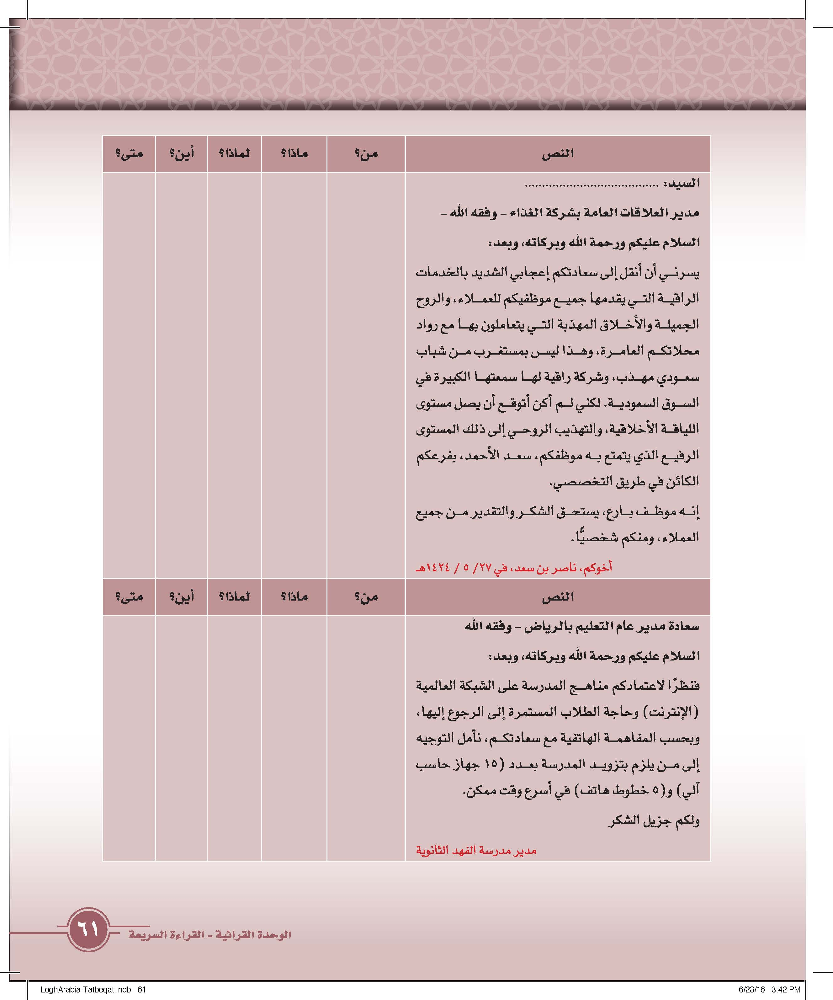 النص من؟ ماذا؟ لماذا؟ أين؟ متى؟
السيد: .......................................
مدير العلاقات العامة بشركة الغذاء – وفقه الله –
السلام عليكم ورحمة الله وبركاته، وبعد:
يسرني أن أنقل إلى سعادتكم إعجابي الشديد بالخدمات
الراقية التي يقدمها جميع موظفيكم للعملاء، والروح
الجميلة والأخلاق المهذبة التي يتعاملون بها مع رواد
محلاتكم العامرة، وهذا ليس بمستغرب من شباب
سعودي مهذب، وشركة راقية لها سمعتها الكبيرة في
السوق السعودية. لكني لم أكن أتوقع أن يصل مستوى
اللياقة الأخلاقية، والتهذيب الروحي إلى ذلك المستوى
الرفيع الذي يتمتع به موظفكم، سعد الأحمد، بفرعكم
الكائن في طريق التخصصي.
إنه موظف بارع، يستحق الشكر والتقدير من جميع
العملاء، ومنكم شخصيًّا.
أخوكم، ناصر بن سعد، في ٢٧/ ٥ / ١٤٢٤هـ
النص من؟ ماذا؟ لماذا؟ أين؟ متى؟
سعادة مدير عام التعليم بالرياض – وفقه الله
السلام عليكم ورحمة الله وبركاته، وبعد:
فنظرًا لاعتمادكم مناهج المدرسة على الشبكة العالمية
(الإنترنت) وحاجة الطلاب المستمرة إلى الرجوع إليها،
وبحسب المفاهمة الهاتفية مع سعادتكم، نأمل التوجيه
إلى من يلزم بتزويد المدرسة بعدد (١٥ جهاز حاسب
آلي) و(٥ خطوط هاتف) في أسرع وقت ممكن.
ولكم جزيل الشكر
مدير مدرسة الفهد الثانوية
الوحدة القرائية - القراءة السريعة
٦١
LoghArabia-Tatbeqat.indb 61
6/23/16 3:42 PM